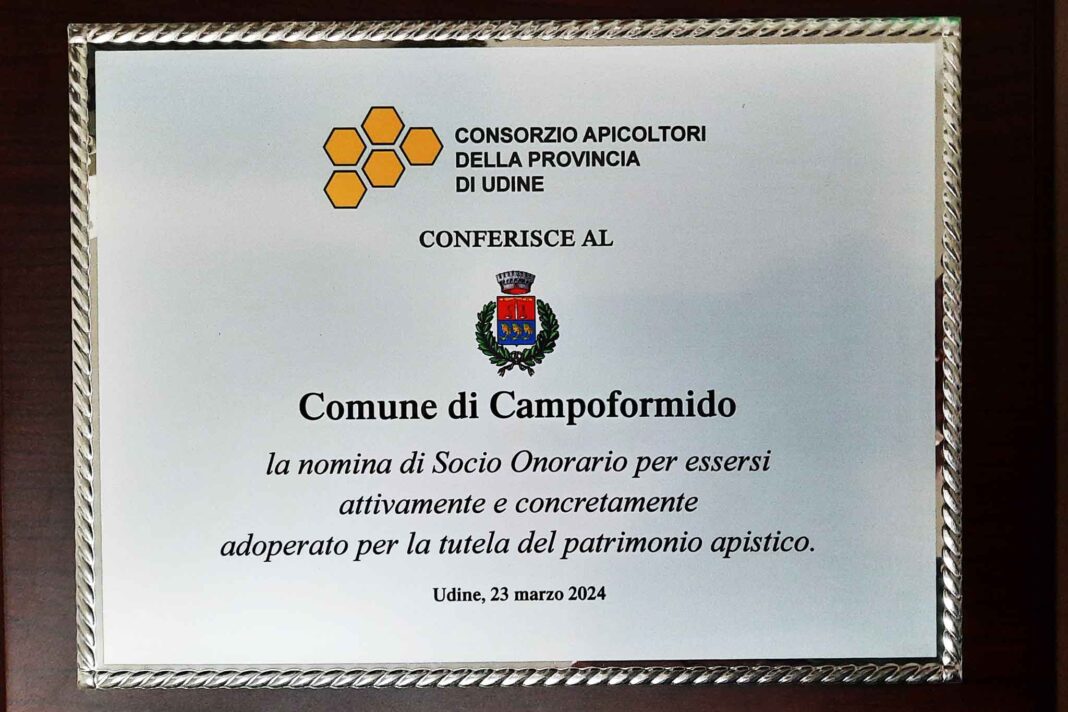 CONSORZIO APICOLTORI
DELLA PROVINCIA
DI UDINE
CONFERISCE AL
Comune di Campoformido
la nomina di Socio Onorario per essersi
attivamente e concretamente
adoperato per la tutela del patrimonio apistico.
Udine, 23 marzo 2024